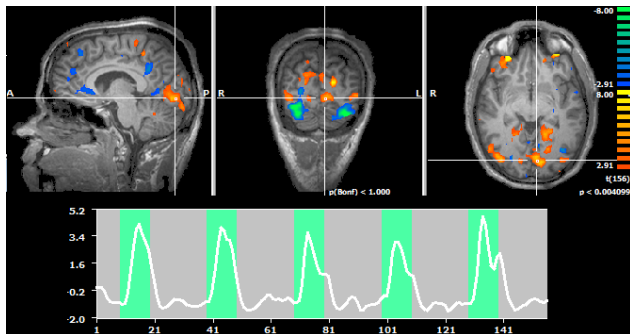 -8.00
A P R L R
-2.91
8.00
2.91
t(156)
p(Bonf) < 1.000
p < 0.004099
5.2
3.4
1.6
-0.2
-2.0
1 21 41 61 81 101 121 141